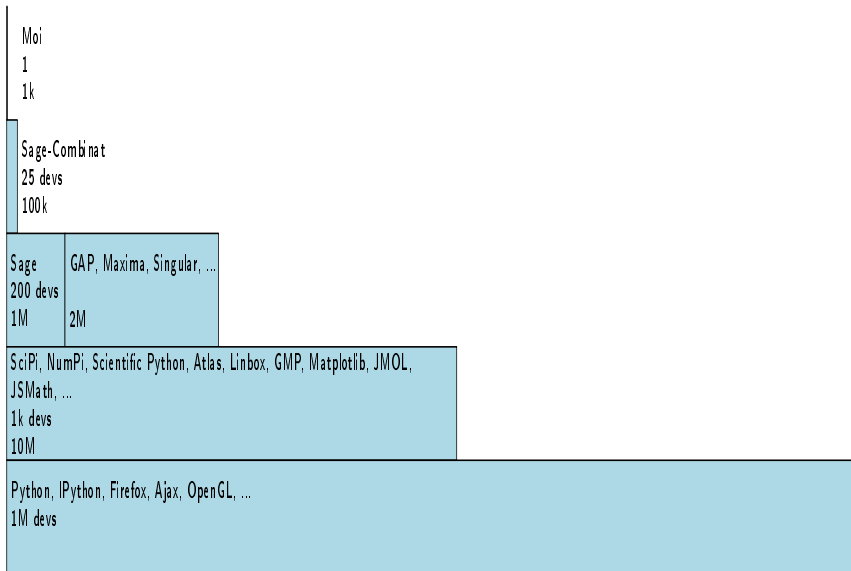 Moi
1
1k
Sage-Combinat
25 devs
100k
Sage
200 devs
1M
GAP, Maxima, Singular, ...
2M
SciPi, NumPi, Scientific Python, Atlas, Linbox, GMP, Matplotlib, JMOL,
JSMath, ...
1k devs
10M
Python, IPython, Firefox, Ajax, OpenGL, ...
1M devs